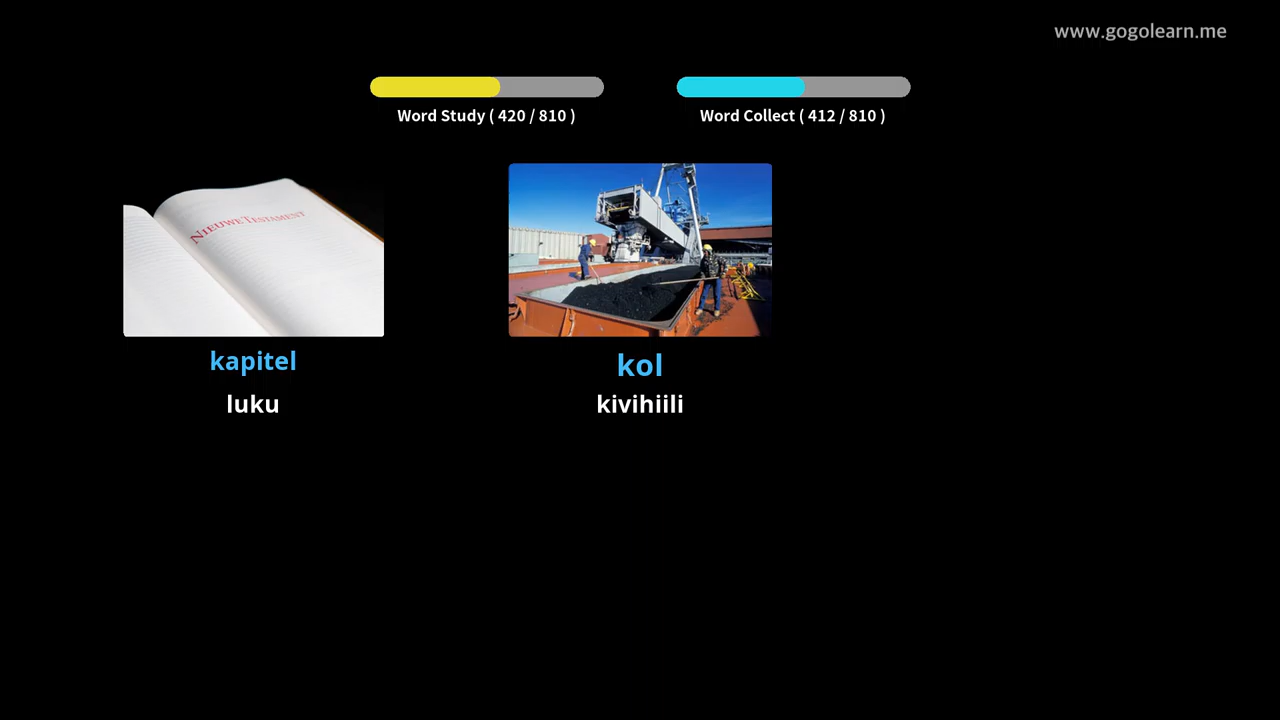 www.gogolearn.me
Word Study ( 420 / 810 )
Word Collect ( 412 / 810 )
NIEUWE TESTAMENT
kapitel
luku
kol
kivihiili